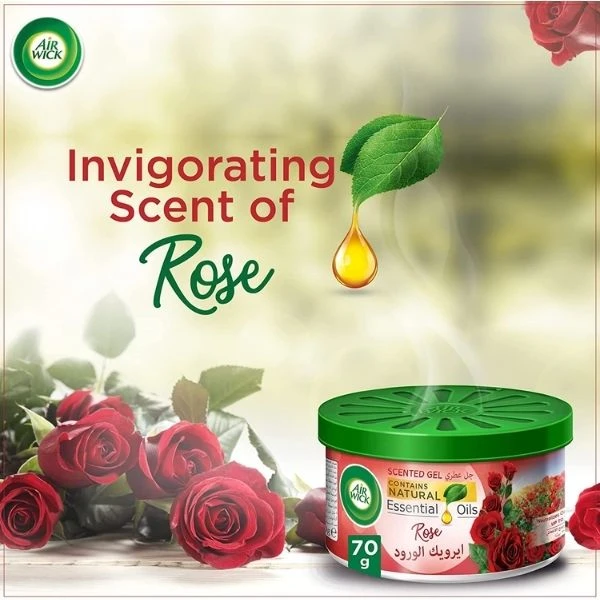 AIR
WICK
Invigorating
Scent of
Rose
SCENTED GEL جل عطري
CONTAINS
NATURAL
Essential Oils
AIR
WICK
Rose
ايرويك الورود
70
g